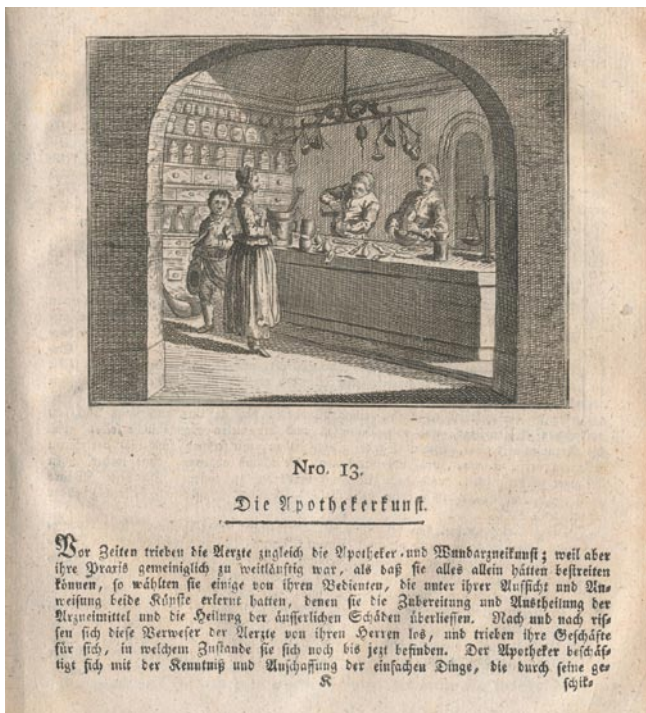 34
Nro. 13.
Die Apothekerkunst.
Vor Zeiten trieben die Aerzte zugleich die Apotheker-und Wundarzneikunst; weil aber
ihre Praxis gemeiniglich zu weitläuftig war, als daß sie alles allein hätten bestreiten
können, so wählten sie einige von ihren Bedienten, die unter ihrer Aufsicht und An-
weisung beide Künste erlernt hatten, denen sie die Zubereitung und Austheilung der
Arzneimittel und die Heilung der äusserlichen Schäden überliessen. Nach und nach ris-
sen sich diese Verweser der Aerzte von ihren Herren los, und trieben ihre Geschäfte
für sich, in welchem Zustande sie sich noch bis jezt befinden. Der Apotheker beschäf-
tigt sich mit der Kenntniß und Anschaffung der einfachen Dinge, die durch seine ge-
K
schik-